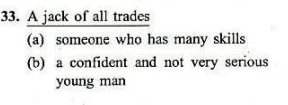 33. A jack of all trades
(a) someone who has many skills
(b) a confident and not very serious
young man